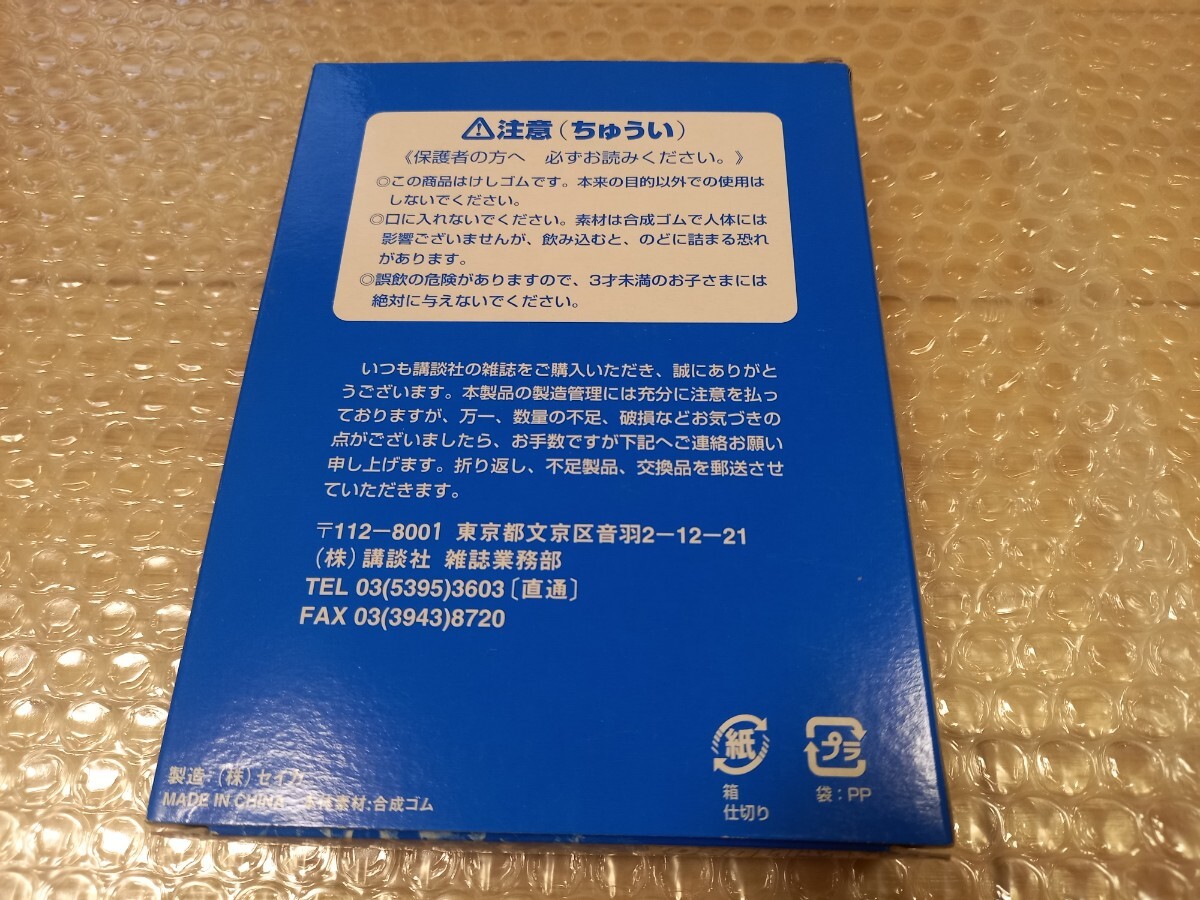 ⚠注意(ちゅうい)
《保護者の方へ 必ずお読みください。》
◎この商品はけしゴムです。本来の目的以外での使用は
しないでください。
◎口に入れないでください。素材は合成ゴムで人体には
影響ございませんが、飲み込むと、のどに詰まる恐れ
があります。
◎誤飲の危険がありますので、3才未満のお子さまには
絶対に与えないでください。
いつも講談社の雑誌をご購入いただき、誠にありがと
うございます。本製品の製造管理には充分に注意を払っ
ておりますが、万一、数量の不足、破損などお気づきの
点がございましたら、お手数ですが下記へご連絡お願い
申し上げます。折り返し、不足製品、交換品を郵送させ
ていただきます。
〒112-8001 東京都文京区音羽2-12-21
(株)講談社 雑誌業務部
TEL 03(5395)3603〔直通〕
FAX 03(3943)8720
紙
箱
仕切り
プラ
袋:PP
製造:(株)セイカ
MADE IN CHINA 本体素材:合成ゴム